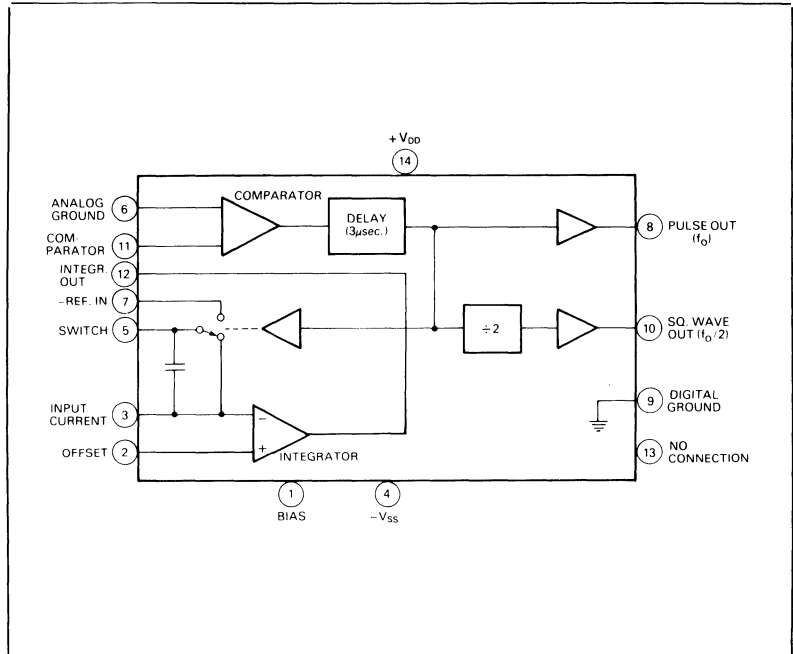 +VDD
14
ANALOG
GROUND
6
COMPARATOR
DELAY
(3µsec.)
8
PULSE OUT
(fo)
COM-
PARATOR
11
INTEGR.
OUT
12
-REF. IN
7
SWITCH
5
÷2
10
SQ. WAVE
OUT (fo/2)
INPUT
CURRENT
3
−
+
INTEGRATOR
OFFSET
2
9
DIGITAL
GROUND
13
NO
CONNECTION
1
BIAS
4
-VSS